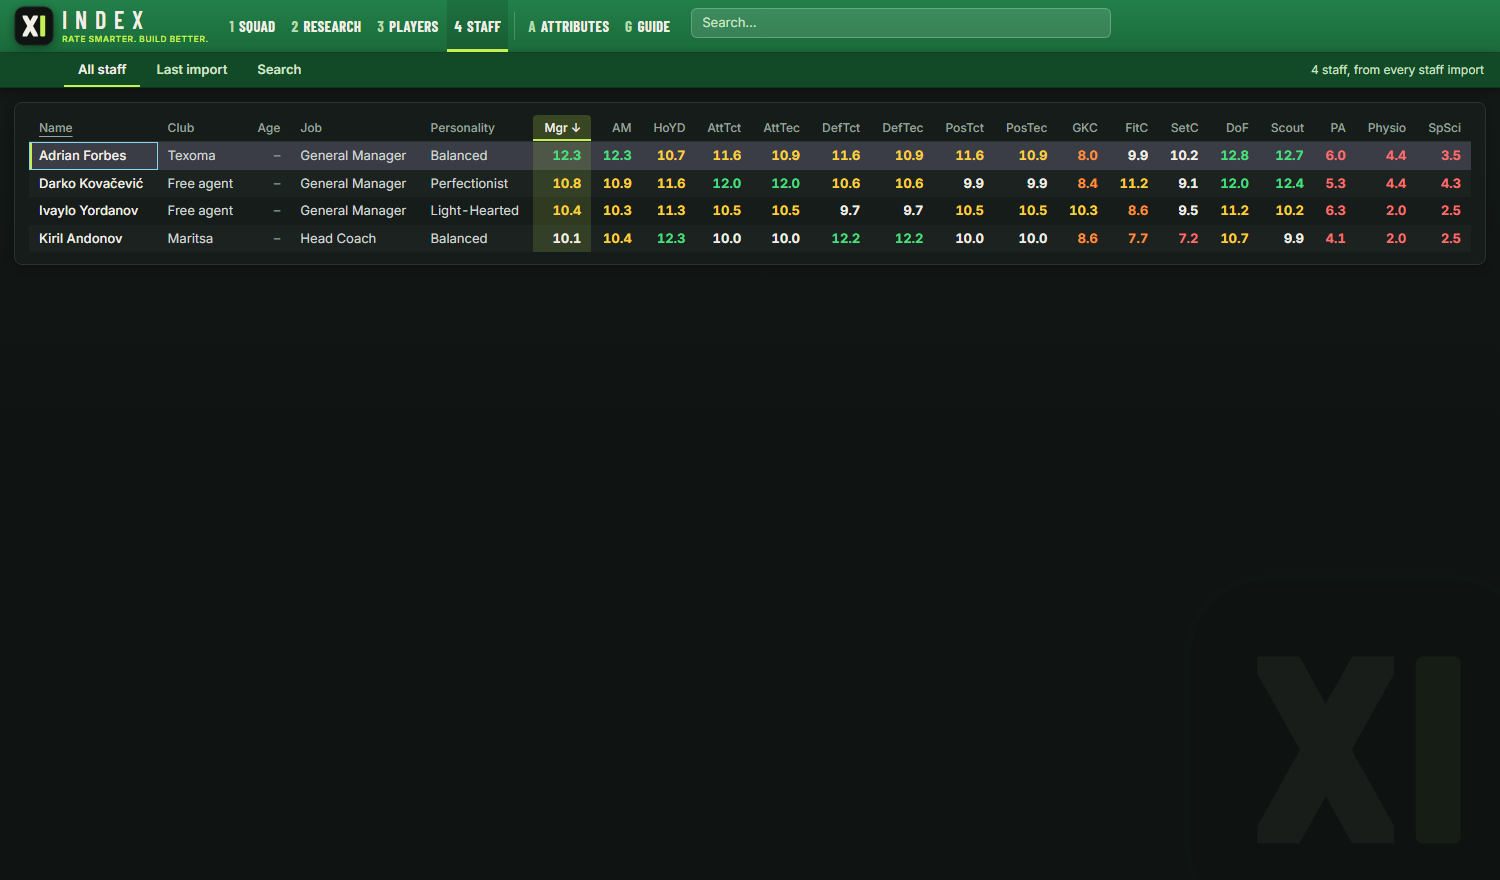 XI INDEX
RATE SMARTER. BUILD BETTER.
1 SQUAD 2 RESEARCH 3 PLAYERS 4 STAFF A ATTRIBUTES G GUIDE Search...
All staff Last import Search 4 staff, from every staff import
Name Club Age Job Personality Mgr ↓ AM HoYD AttTct AttTec DefTct DefTec PosTct PosTec GKC FitC SetC DoF Scout PA Physio SpSci
Adrian Forbes Texoma – General Manager Balanced 12.3 12.3 10.7 11.6 10.9 11.6 10.9 11.6 10.9 8.0 9.9 10.2 12.8 12.7 6.0 4.4 3.5
Darko Kovačević Free agent – General Manager Perfectionist 10.8 10.9 11.6 12.0 12.0 10.6 10.6 9.9 9.9 8.4 11.2 9.1 12.0 12.4 5.3 4.4 4.3
Ivaylo Yordanov Free agent – General Manager Light-Hearted 10.4 10.3 11.3 10.5 10.5 9.7 9.7 10.5 10.5 10.3 8.6 9.5 11.2 10.2 6.3 2.0 2.5
Kiril Andonov Maritsa – Head Coach Balanced 10.1 10.4 12.3 10.0 10.0 12.2 12.2 10.0 10.0 8.6 7.7 7.2 10.7 9.9 4.1 2.0 2.5
XI